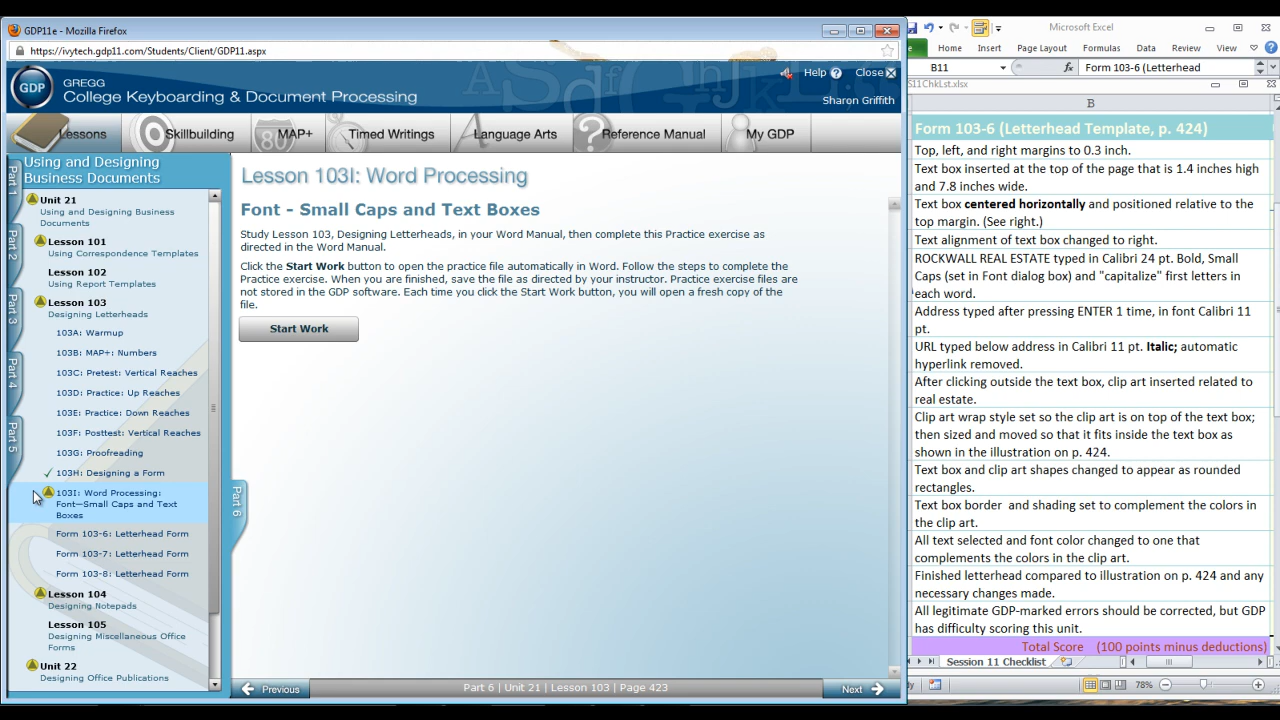 GDP11e - Mozilla Firefox
https://ivytech.gdp11.com/Students/Client/GDP11.aspx
GDP
GREGG
College Keyboarding & Document Processing
Help ?
Close
Sharon Griffith
Lessons
Skillbuilding
MAP+
Timed Writings
Language Arts
Reference Manual
My GDP
Using and Designing
Business Documents
Part 1
Part 2
Part 3
Part 4
Part 5
Part 6
Unit 21
Using and Designing Business
Documents
Lesson 101
Using Correspondence Templates
Lesson 102
Using Report Templates
Lesson 103
Designing Letterheads
103A: Warmup
103B: MAP+: Numbers
103C: Pretest: Vertical Reaches
103D: Practice: Up Reaches
103E: Practice: Down Reaches
103F: Posttest: Vertical Reaches
103G: Proofreading
103H: Designing a Form
103I: Word Processing:
Font—Small Caps and Text
Boxes
Form 103-6: Letterhead Form
Form 103-7: Letterhead Form
Form 103-8: Letterhead Form
Lesson 104
Designing Notepads
Lesson 105
Designing Miscellaneous Office
Forms
Unit 22
Designing Office Publications
Lesson 103I: Word Processing
Font - Small Caps and Text Boxes
Study Lesson 103, Designing Letterheads, in your Word Manual, then complete this Practice exercise as
directed in the Word Manual.
Click the Start Work button to open the practice file automatically in Word. Follow the steps to complete the
Practice exercise. When you are finished, save the file as directed by your instructor. Practice exercise files are
not stored in the GDP software. Each time you click the Start Work button, you will open a fresh copy of the
file.
Start Work
Previous
Part 6 | Unit 21 | Lesson 103 | Page 423
Next
Microsoft Excel
Home
Insert
Page Layout
Formulas
Data
Review
View
B11
fx
Form 103-6 (Letterhead
S11ChkLst.xlsx
B
Form 103-6 (Letterhead Template, p. 424)
Top, left, and right margins to 0.3 inch.
Text box inserted at the top of the page that is 1.4 inches high
and 7.8 inches wide.
Text box centered horizontally and positioned relative to the
top margin. (See right.)
Text alignment of text box changed to right.
ROCKWALL REAL ESTATE typed in Calibri 24 pt. Bold, Small
Caps (set in Font dialog box) and "capitalize" first letters in
each word.
Address typed after pressing ENTER 1 time, in font Calibri 11
pt.
URL typed below address in Calibri 11 pt. Italic; automatic
hyperlink removed.
After clicking outside the text box, clip art inserted related to
real estate.
Clip art wrap style set so the clip art is on top of the text box;
then sized and moved so that it fits inside the text box as
shown in the illustration on p. 424.
Text box and clip art shapes changed to appear as rounded
rectangles.
Text box border and shading set to complement the colors in
the clip art.
All text selected and font color changed to one that
complements the colors in the clip art.
Finished letterhead compared to illustration on p. 424 and any
necessary changes made.
All legitimate GDP-marked errors should be corrected, but GDP
has difficulty scoring this unit.
Total Score (100 points minus deductions)
Session 11 Checklist
78%